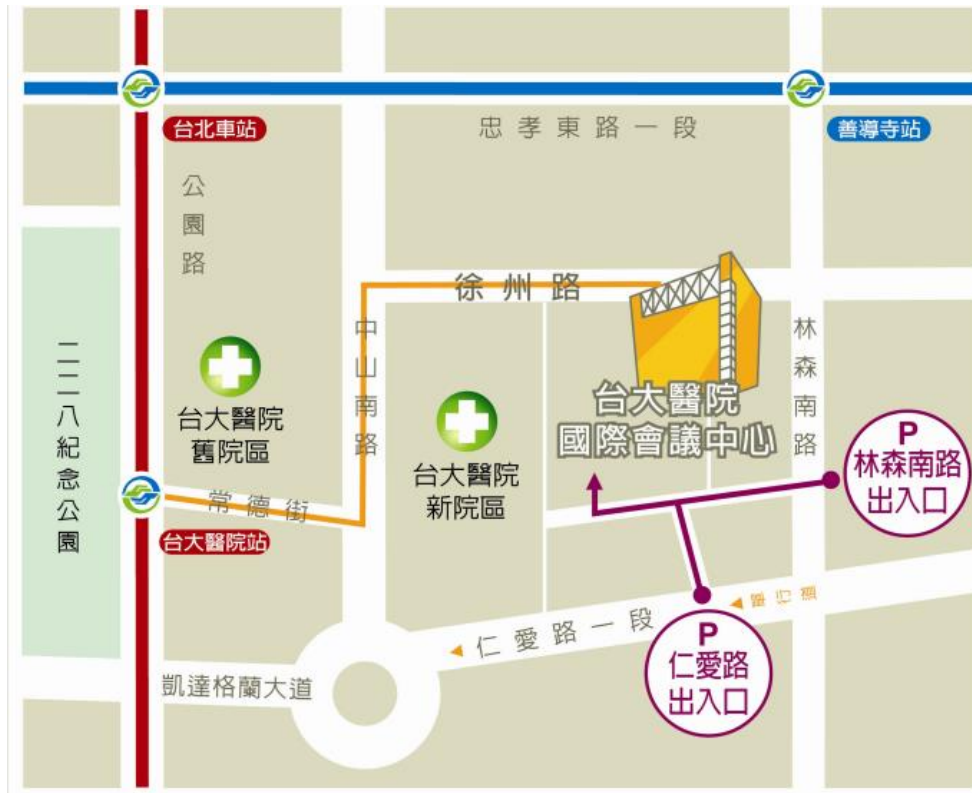 台北車站
忠孝東路一段
善導寺站
公園路
徐州路
中山南路
林森南路
二二八紀念公園
台大醫院
舊院區
台大醫院
國際會議中心
P
林森南路
出入口
台大醫院
新院區
常德街
台大醫院站
單行道
仁愛路一段
P
仁愛路
出入口
凱達格蘭大道